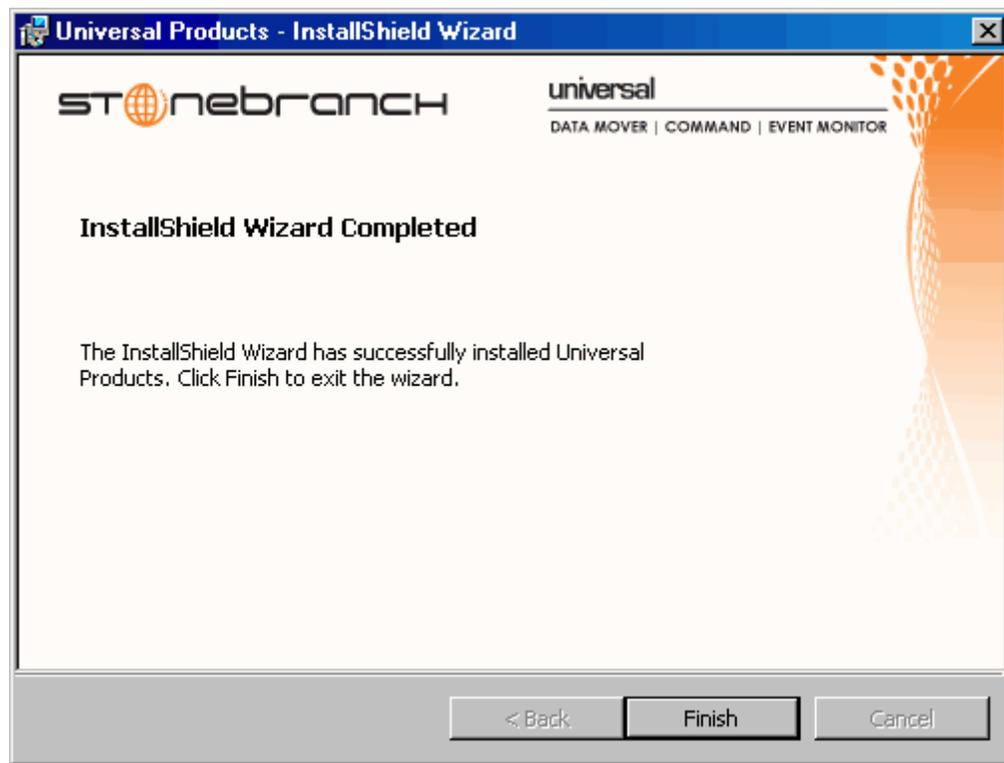 Universal Products - InstallShield Wizard
stonebranch
universal
DATA MOVER | COMMAND | EVENT MONITOR
InstallShield Wizard Completed
The InstallShield Wizard has successfully installed Universal
Products. Click Finish to exit the wizard.
< Back
Finish
Cancel